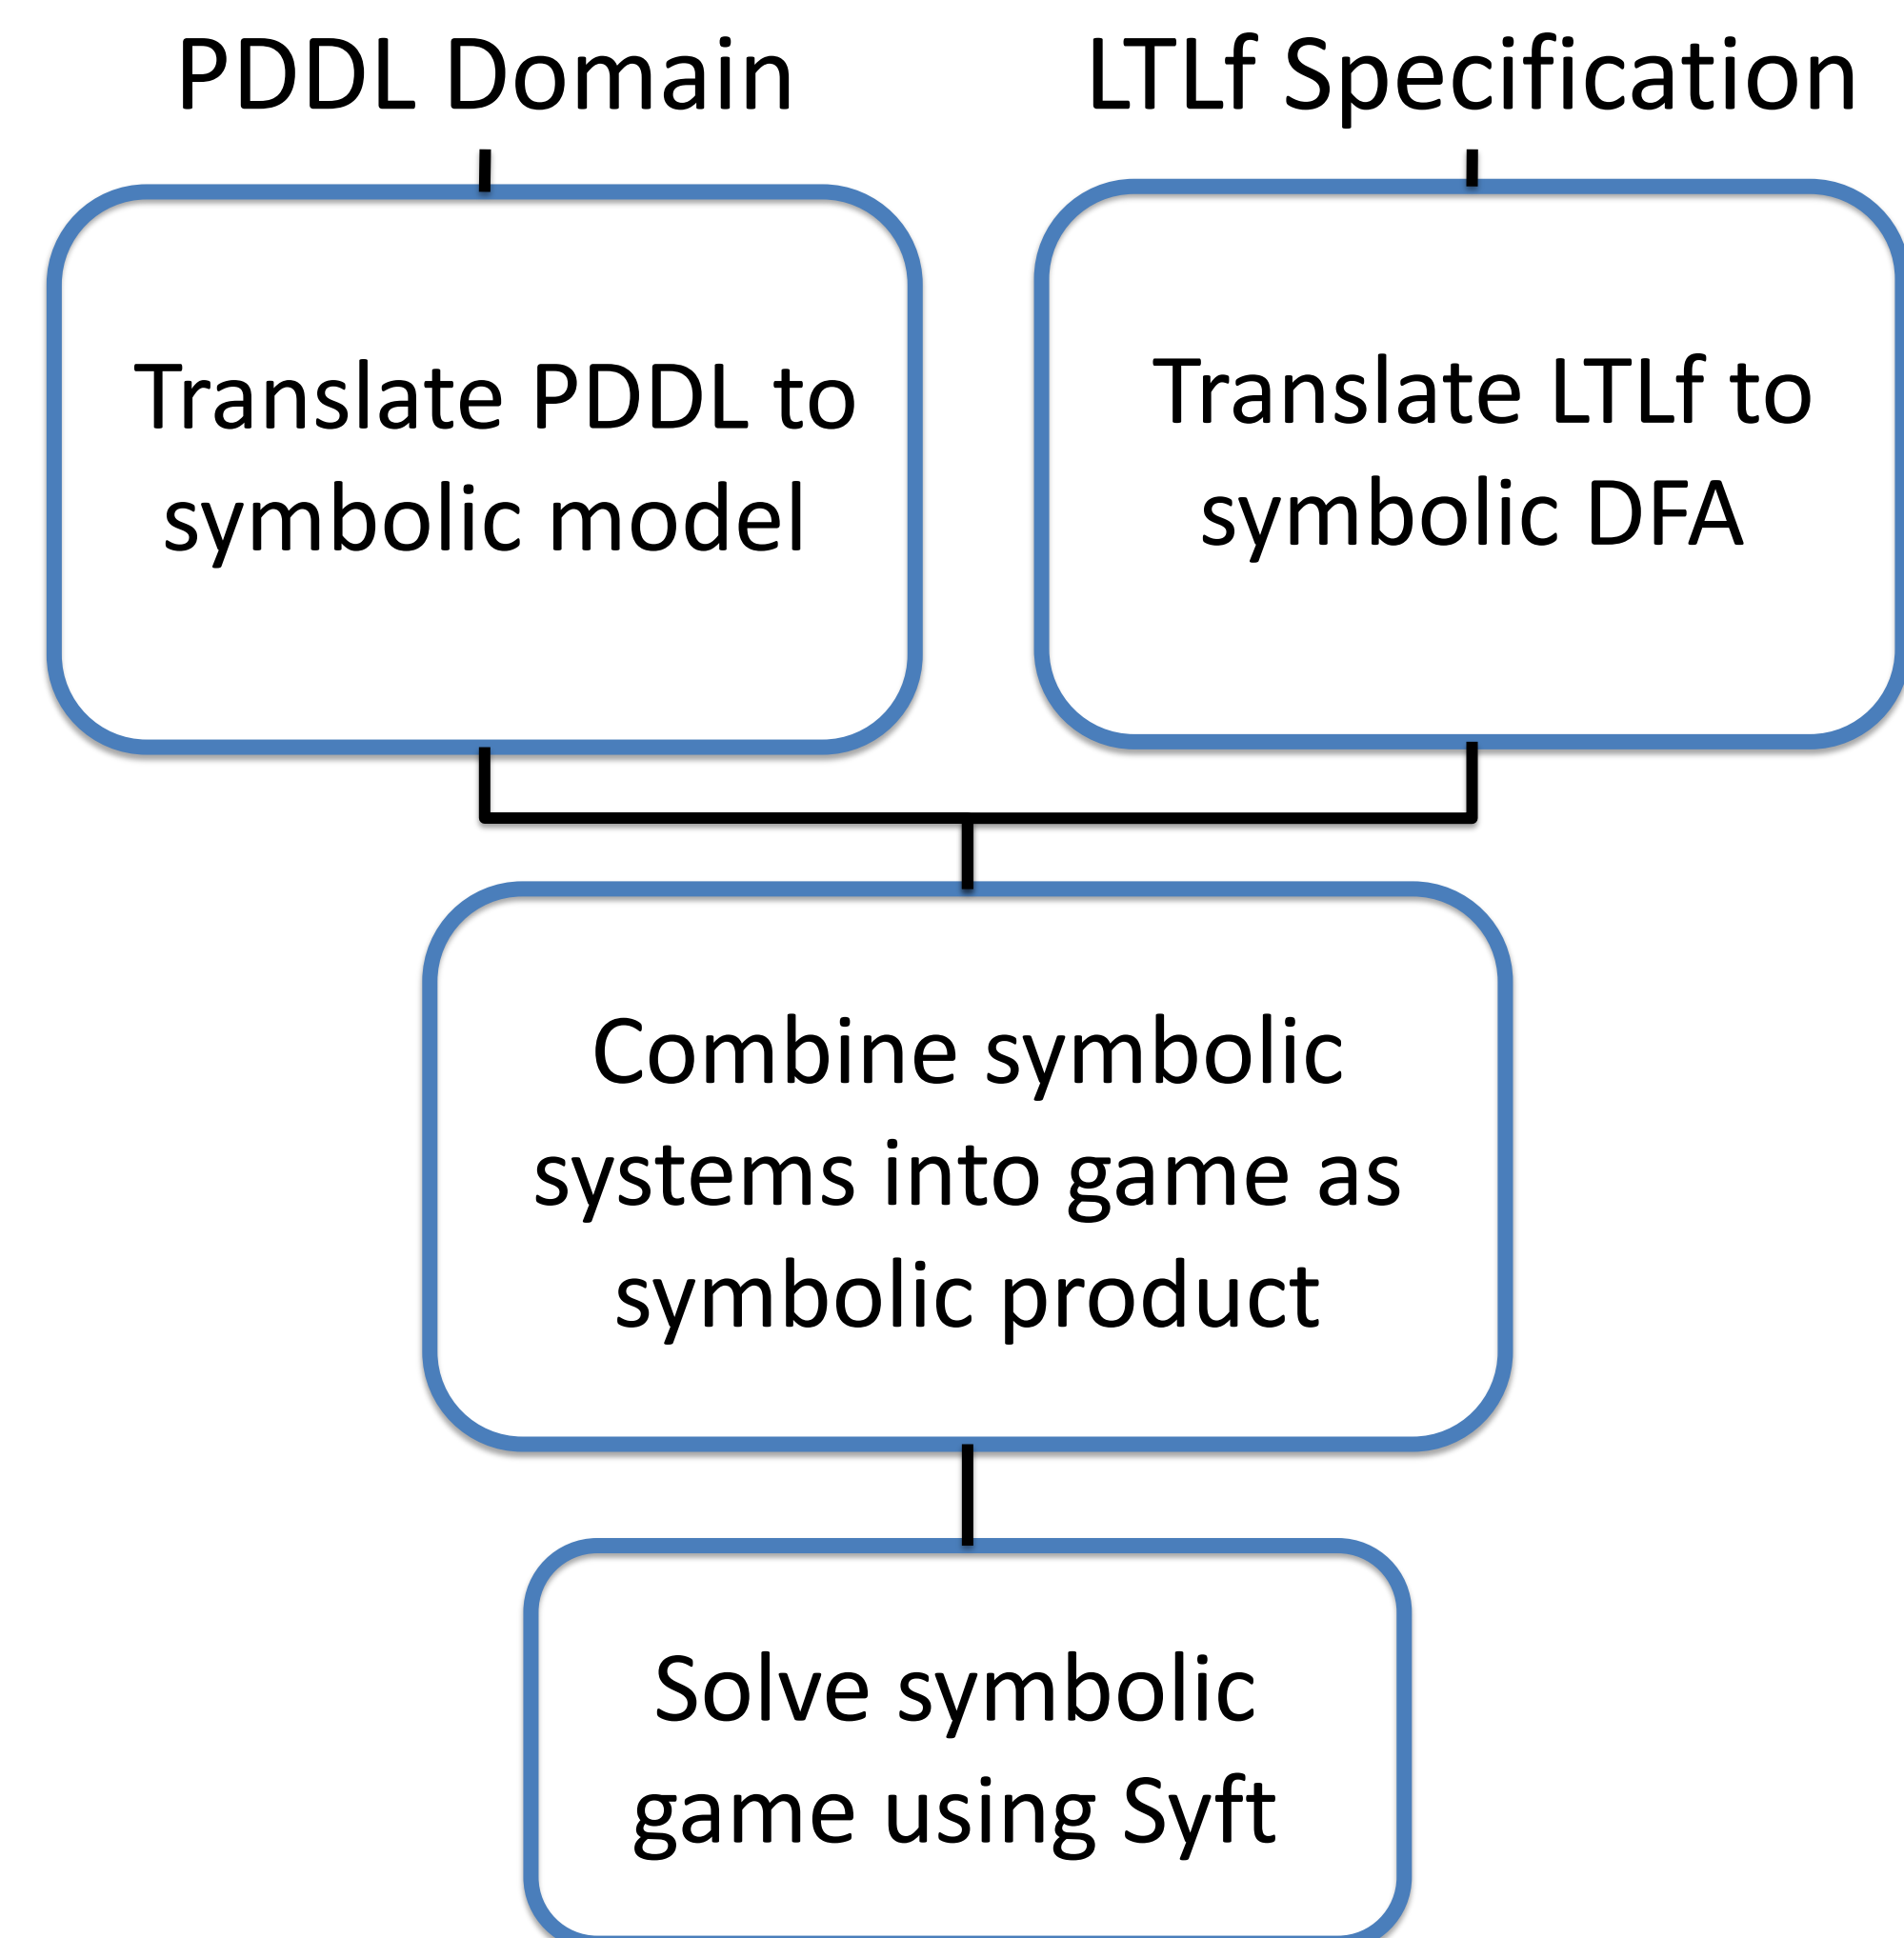 PDDL Domain
LTLf Specification
Translate PDDL to
symbolic model
Translate LTLf to
symbolic DFA
Combine symbolic
systems into game as
symbolic product
Solve symbolic
game using Syft